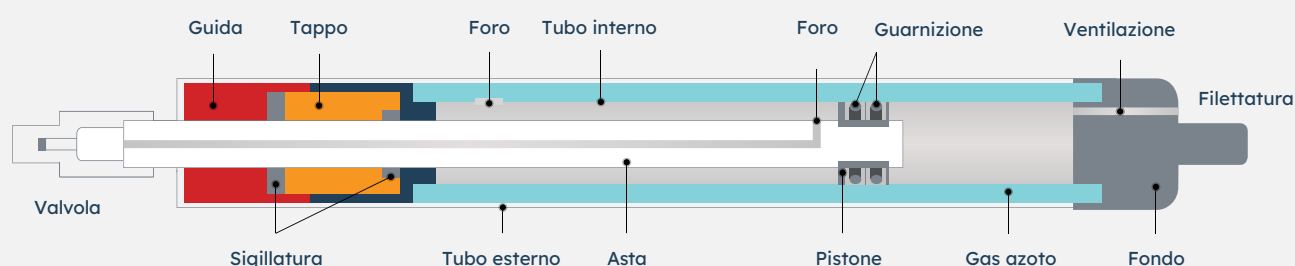 Guida
Tappo
Foro
Tubo interno
Foro
Guarnizione
Ventilazione
Filettatura
Valvola
Sigillatura
Tubo esterno
Asta
Pistone
Gas azoto
Fondo